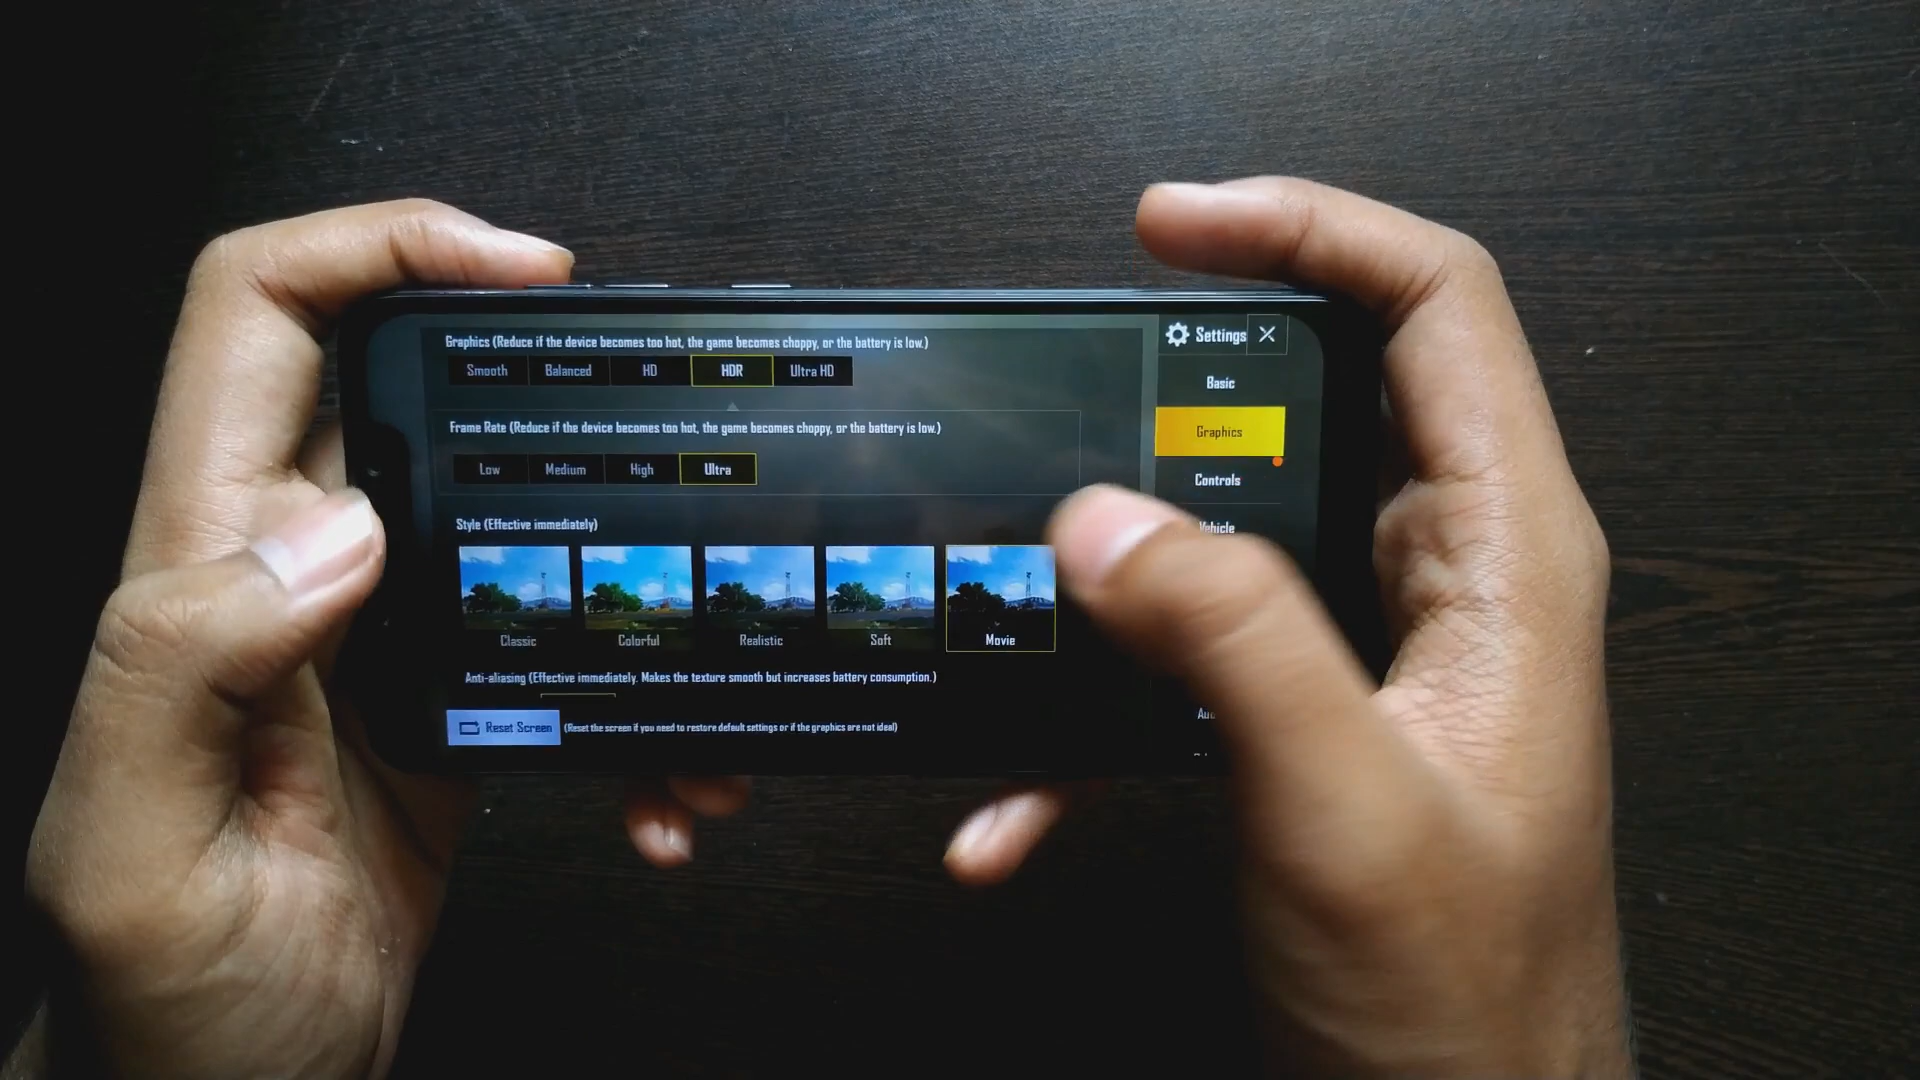 Graphics (Reduce if the device becomes too hot, the game becomes choppy, or the battery is low.)
Smooth Balanced HD HDR Ultra HD
Frame Rate (Reduce if the device becomes too hot, the game becomes choppy, or the battery is low.)
Low Medium High Ultra
Style (Effective immediately)
Classic Colorful Realistic Soft Movie
Anti-aliasing (Effective immediately. Makes the texture smooth but increases battery consumption.)
Reset Screen (Reset the screen if you need to restore default settings or if the graphics are not ideal)
Settings
Basic
Graphics
Controls
Vehicle